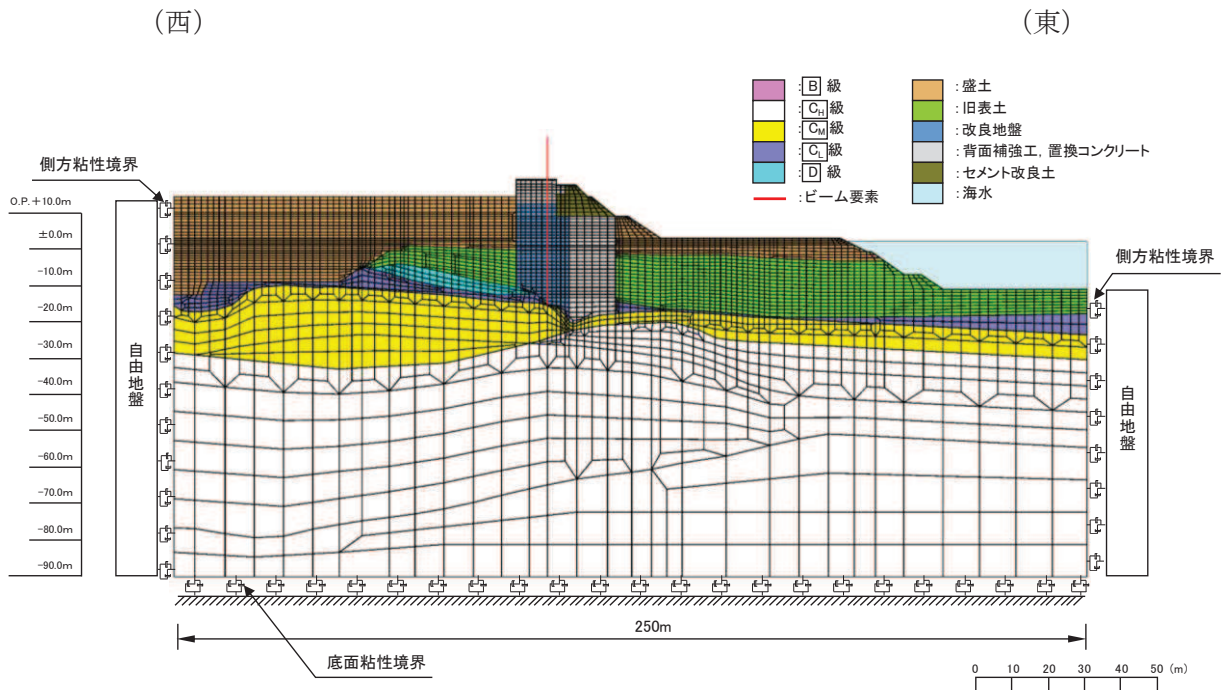 (西)
(東)
: B 級
: CH 級
: CM 級
: CL 級
: D 級
: ビーム要素
: 盛土
: 旧表土
: 改良地盤
: 背面補強工, 置換コンクリート
: セメント改良土
: 海水
側方粘性境界
O.P.+10.0m
±0.0m
-10.0m
-20.0m
-30.0m
-40.0m
-50.0m
-60.0m
-70.0m
-80.0m
-90.0m
自由地盤
側方粘性境界
自由地盤
250m
底面粘性境界
0 10 20 30 40 50 (m)